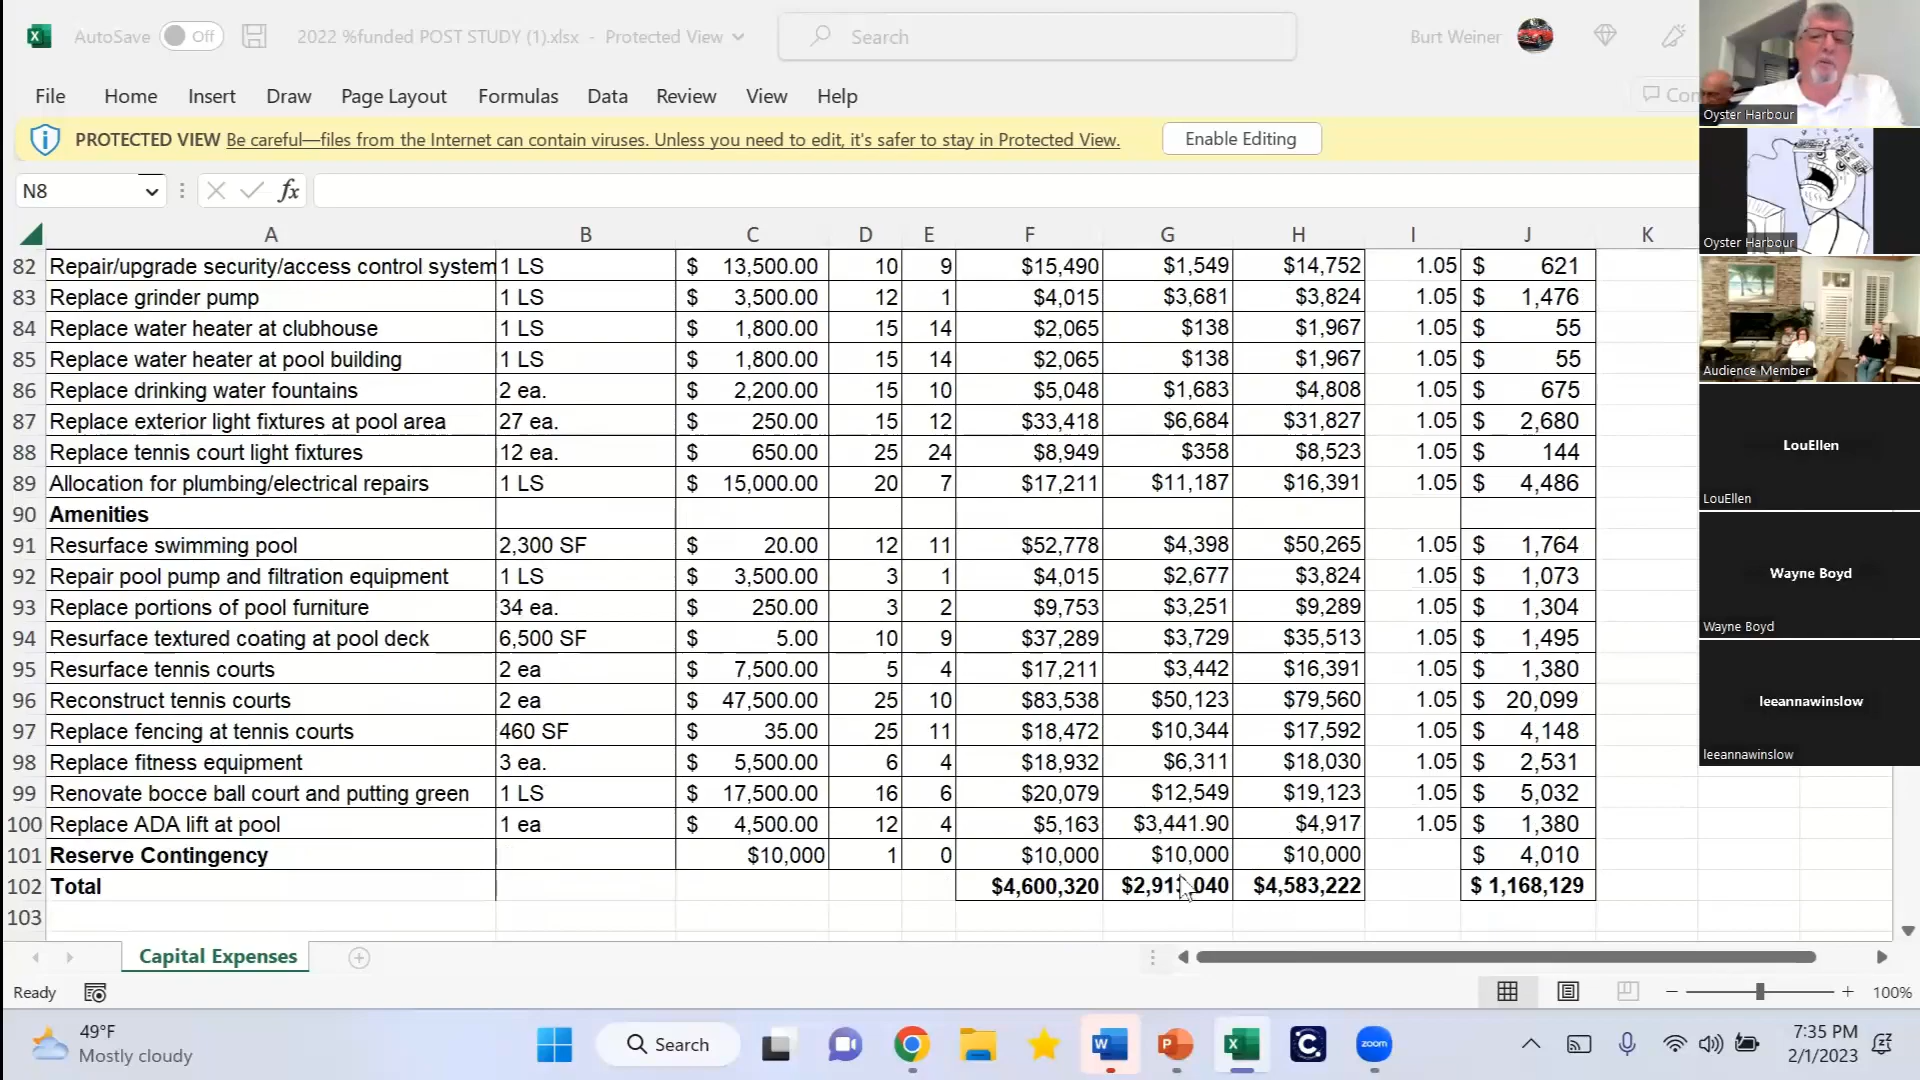 AutoSave Off 2022 %funded POST STUDY (1).xlsx - Protected View Search Burt Weiner
File Home Insert Draw Page Layout Formulas Data Review View Help
PROTECTED VIEW Be careful—files from the Internet can contain viruses. Unless you need to edit, it's safer to stay in Protected View. Enable Editing
N8 fx
A B C D E F G H I J K
82 Repair/upgrade security/access control system 1 LS $ 13,500.00 10 9 $15,490 $1,549 $14,752 1.05 $ 621
83 Replace grinder pump 1 LS $ 3,500.00 12 1 $4,015 $3,681 $3,824 1.05 $ 1,476
84 Replace water heater at clubhouse 1 LS $ 1,800.00 15 14 $2,065 $138 $1,967 1.05 $ 55
85 Replace water heater at pool building 1 LS $ 1,800.00 15 14 $2,065 $138 $1,967 1.05 $ 55
86 Replace drinking water fountains 2 ea. $ 2,200.00 15 10 $5,048 $1,683 $4,808 1.05 $ 675
87 Replace exterior light fixtures at pool area 27 ea. $ 250.00 15 12 $33,418 $6,684 $31,827 1.05 $ 2,680
88 Replace tennis court light fixtures 12 ea. $ 650.00 25 24 $8,949 $358 $8,523 1.05 $ 144
89 Allocation for plumbing/electrical repairs 1 LS $ 15,000.00 20 7 $17,211 $11,187 $16,391 1.05 $ 4,486
90 Amenities
91 Resurface swimming pool 2,300 SF $ 20.00 12 11 $52,778 $4,398 $50,265 1.05 $ 1,764
92 Repair pool pump and filtration equipment 1 LS $ 3,500.00 3 1 $4,015 $2,677 $3,824 1.05 $ 1,073
93 Replace portions of pool furniture 34 ea. $ 250.00 3 2 $9,753 $3,251 $9,289 1.05 $ 1,304
94 Resurface textured coating at pool deck 6,500 SF $ 5.00 10 9 $37,289 $3,729 $35,513 1.05 $ 1,495
95 Resurface tennis courts 2 ea $ 7,500.00 5 4 $17,211 $3,442 $16,391 1.05 $ 1,380
96 Reconstruct tennis courts 2 ea $ 47,500.00 25 10 $83,538 $50,123 $79,560 1.05 $ 20,099
97 Replace fencing at tennis courts 460 SF $ 35.00 25 11 $18,472 $10,344 $17,592 1.05 $ 4,148
98 Replace fitness equipment 3 ea. $ 5,500.00 6 4 $18,932 $6,311 $18,030 1.05 $ 2,531
99 Renovate bocce ball court and putting green 1 LS $ 17,500.00 16 6 $20,079 $12,549 $19,123 1.05 $ 5,032
100 Replace ADA lift at pool 1 ea $ 4,500.00 12 4 $5,163 $3,441.90 $4,917 1.05 $ 1,380
101 Reserve Contingency $10,000 1 0 $10,000 $10,000 $10,000 $ 4,010
102 Total $4,600,320 $4,583,222 $ 1,168,129
103
Capital Expenses
Ready 100%
49°F
Mostly cloudy
Search
zoom
7:35 PM
2/1/2023
Oyster Harbour
Oyster Harbour
Audience Member
LouEllen
LouEllen
Wayne Boyd
Wayne Boyd
leeannawinslow
leeannawinslow